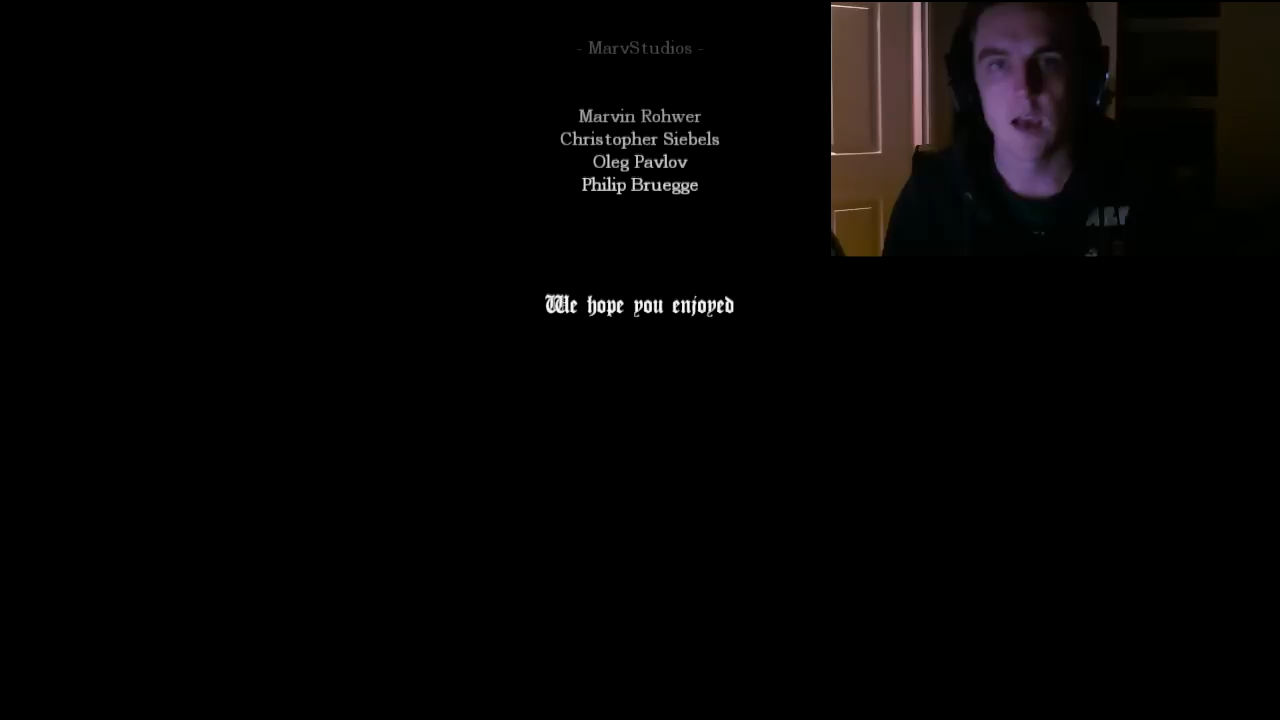 - MarvStudios -
Marvin Rohwer
Christopher Siebels
Oleg Pavlov
Philip Bruegge
We hope you enjoyed